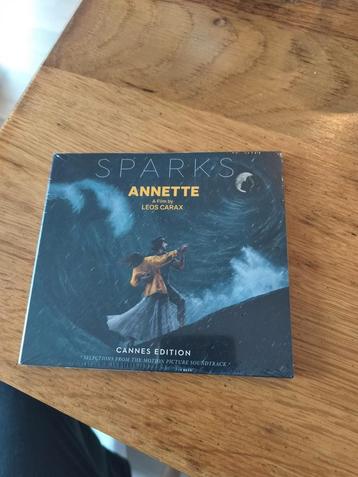 SPARKS
ANNETTE
A Film by
LEOS CARAX
CANNES EDITION
"SELECTIONS FROM THE MOTION PICTURE SOUNDTRACK"